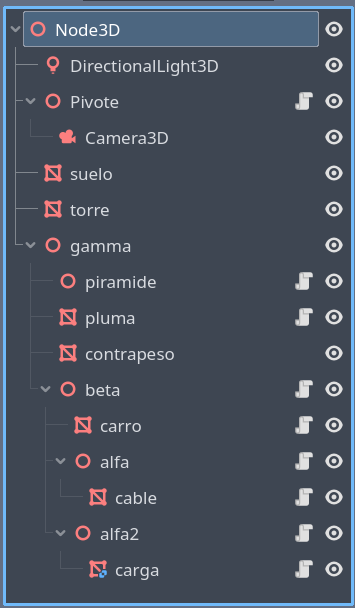 Node3D
DirectionalLight3D
Pivote
Camera3D
suelo
torre
gamma
piramide
pluma
contrapeso
beta
carro
alfa
cable
alfa2
carga